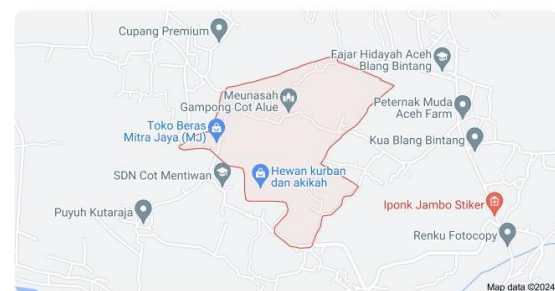 Cupang Premium
Fajar Hidayah Aceh
Blang Bintang
Meunasah
Gampong Cot Alue
Peternak Muda
Aceh Farm
Toko Beras
Mitra Jaya (MJ)
Kua Blang Bintang
SDN Cot Mentiwan
Hewan kurban
dan akikah
Puyuh Kutaraja
Iponk Jambo Stiker
Renku Fotocopy
Map data ©2024